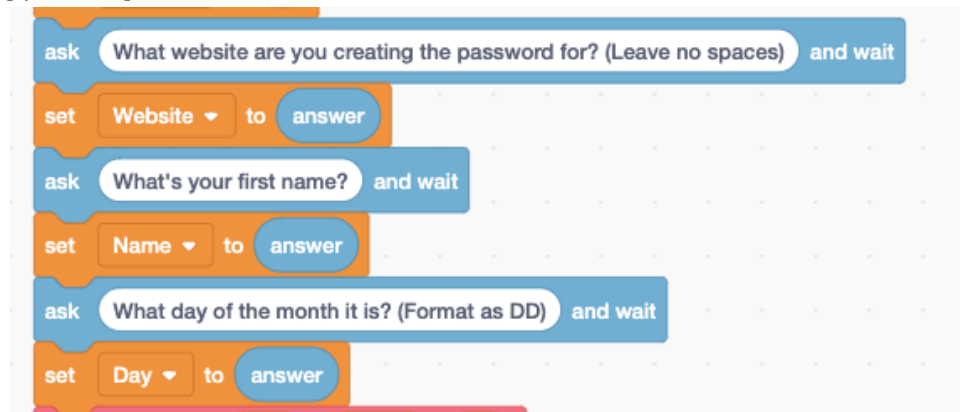 ask What website are you creating the password for? (Leave no spaces) and wait
set Website to answer
ask What's your first name? and wait
set Name to answer
ask What day of the month it is? (Format as DD) and wait
set Day to answer